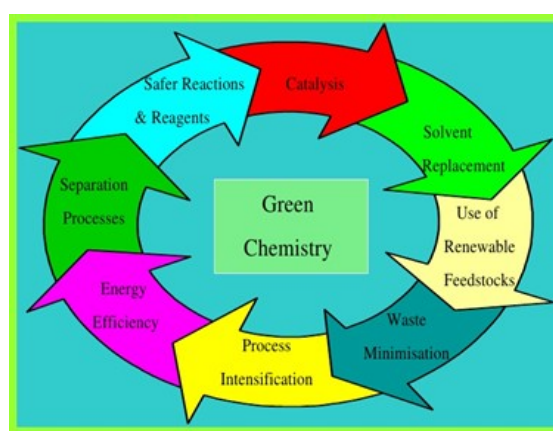 Safer Reactions
& Reagents
Catalysis
Solvent
Replacement
Use of
Renewable
Feedstocks
Waste
Minimisation
Process
Intensification
Energy
Efficiency
Separation
Processes
Green
Chemistry